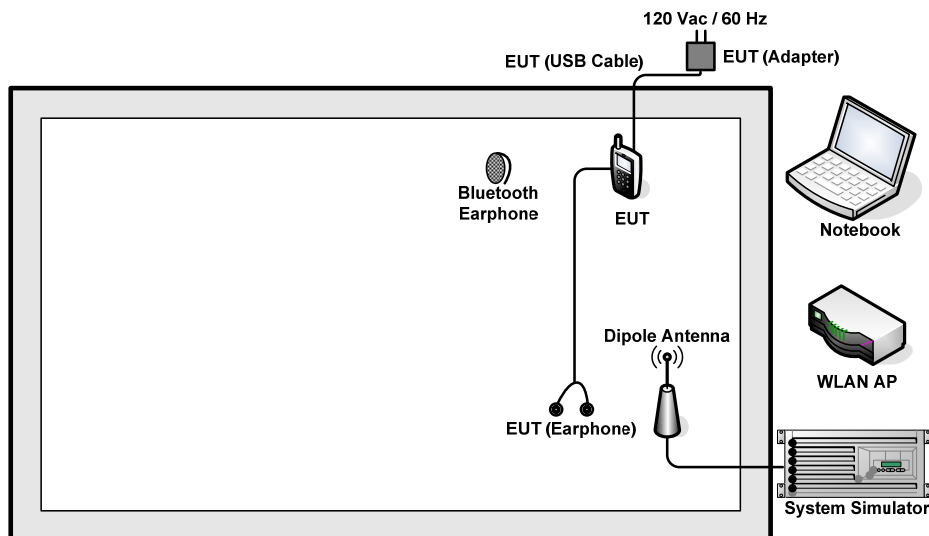 120 Vac / 60 Hz
EUT (USB Cable)
EUT (Adapter)
Bluetooth
Earphone
EUT
Notebook
Dipole Antenna
WLAN AP
EUT (Earphone)
System Simulator